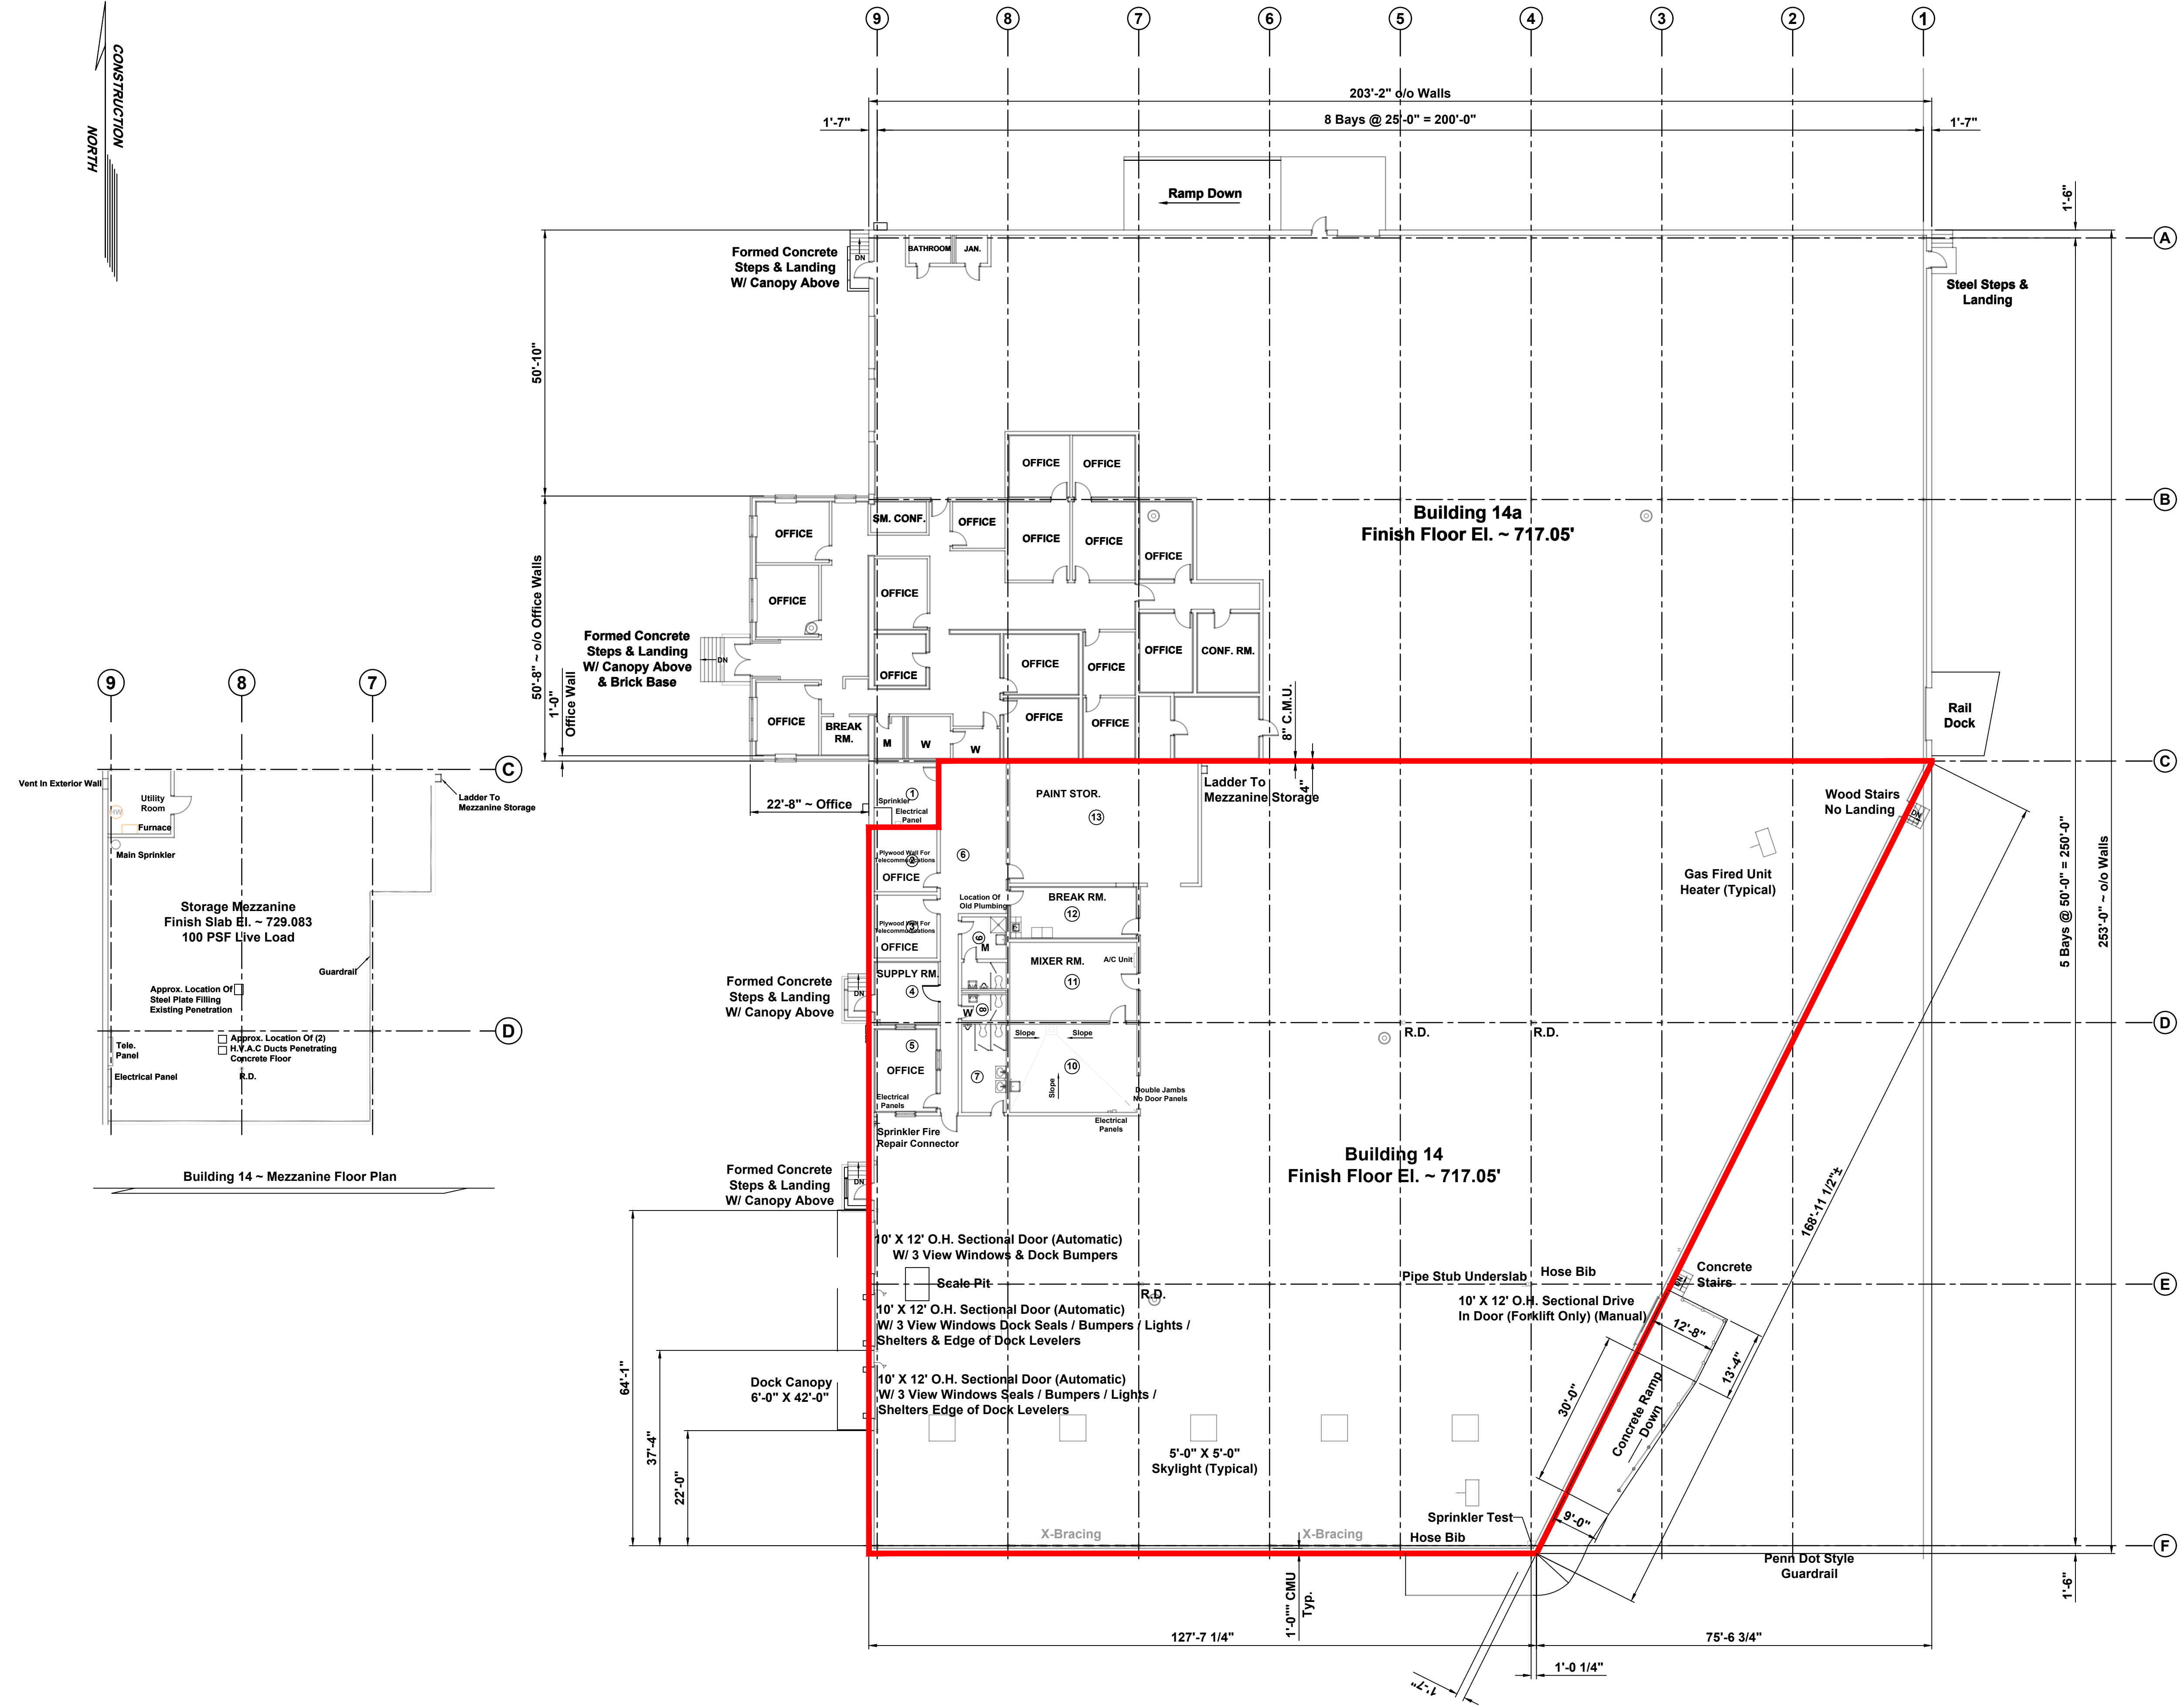 CONSTRUCTION
NORTH
9
8
7
6
5
4
3
2
1
203'-2" o/o Walls
8 Bays @ 25'-0" = 200'-0"
1'-7"
1'-7"
Ramp Down
1'-6"
A
BATHROOM
JAN.
DN
Formed Concrete
Steps & Landing
W/ Canopy Above
Steel Steps &
Landing
50'-10"
OFFICE
OFFICE
B
SM. CONF.
OFFICE
OFFICE
OFFICE
OFFICE
OFFICE
Building 14a
Finish Floor El. ~ 717.05'
OFFICE
OFFICE
50'-8" ~ o/o Office Walls
Formed Concrete
Steps & Landing
W/ Canopy Above
& Brick Base
DN
OFFICE
OFFICE
OFFICE
OFFICE
CONF. RM.
1'-0"
Office Wall
OFFICE
BREAK
RM.
M
W
W
OFFICE
OFFICE
8" C.M.U.
Rail
Dock
C
22'-8" ~ Office
1
Sprinkler
Electrical
Panel
PAINT STOR.
13
Ladder To
Mezzanine Storage
4"
Wood Stairs
No Landing
DN
5 Bays @ 50'-0" = 250'-0"
253'-0" ~ o/o Walls
Plywood Wall For
Telecommunications
2
OFFICE
6
Location Of
Old Plumbing
BREAK RM.
12
Gas Fired Unit
Heater (Typical)
Plywood Wall For
Telecommunications
3
OFFICE
9
M
MIXER RM.
A/C Unit
11
SUPPLY RM.
4
Formed Concrete
Steps & Landing
W/ Canopy Above
DN
W
8
D
R.D.
R.D.
5
OFFICE
Electrical
Panels
7
Slope
Slope
10
Slope
Double Jambs
No Door Panels
Electrical
Panels
Sprinkler Fire
Repair Connector
Building 14
Finish Floor El. ~ 717.05'
168'-11 1/2"±
Formed Concrete
Steps & Landing
W/ Canopy Above
DN
10' X 12' O.H. Sectional Door (Automatic)
W/ 3 View Windows & Dock Bumpers
Scale Pit
R.D.
Pipe Stub Underslab
Hose Bib
Concrete
Stairs
DN
E
10' X 12' O.H. Sectional Door (Automatic)
W/ 3 View Windows Dock Seals / Bumpers / Lights /
Shelters & Edge of Dock Levelers
10' X 12' O.H. Sectional Drive
In Door (Forklift Only) (Manual)
12'-8"
13'-4"
30'-0"
Concrete Ramp
Down
64'-1"
37'-4"
22'-0"
Dock Canopy
6'-0" X 42'-0"
10' X 12' O.H. Sectional Door (Automatic)
W/ 3 View Windows Seals / Bumpers / Lights /
Shelters Edge of Dock Levelers
5'-0" X 5'-0"
Skylight (Typical)
X-Bracing
X-Bracing
Sprinkler Test
Hose Bib
9'-0"
F
Penn Dot Style
Guardrail
1'-6"
1'-0"" CMU
Typ.
127'-7 1/4"
75'-6 3/4"
1'-0 1/4"
1'-7"
9
8
7
C
Vent In Exterior Wall
Utility
Room
HW
Furnace
Main Sprinkler
Ladder To
Mezzanine Storage
Storage Mezzanine
Finish Slab El. ~ 729.083
100 PSF Live Load
Guardrail
Approx. Location Of
Steel Plate Filling
Existing Penetration
D
Tele.
Panel
Approx. Location Of (2)
H.V.A.C Ducts Penetrating
Concrete Floor
Electrical Panel
R.D.
Building 14 ~ Mezzanine Floor Plan